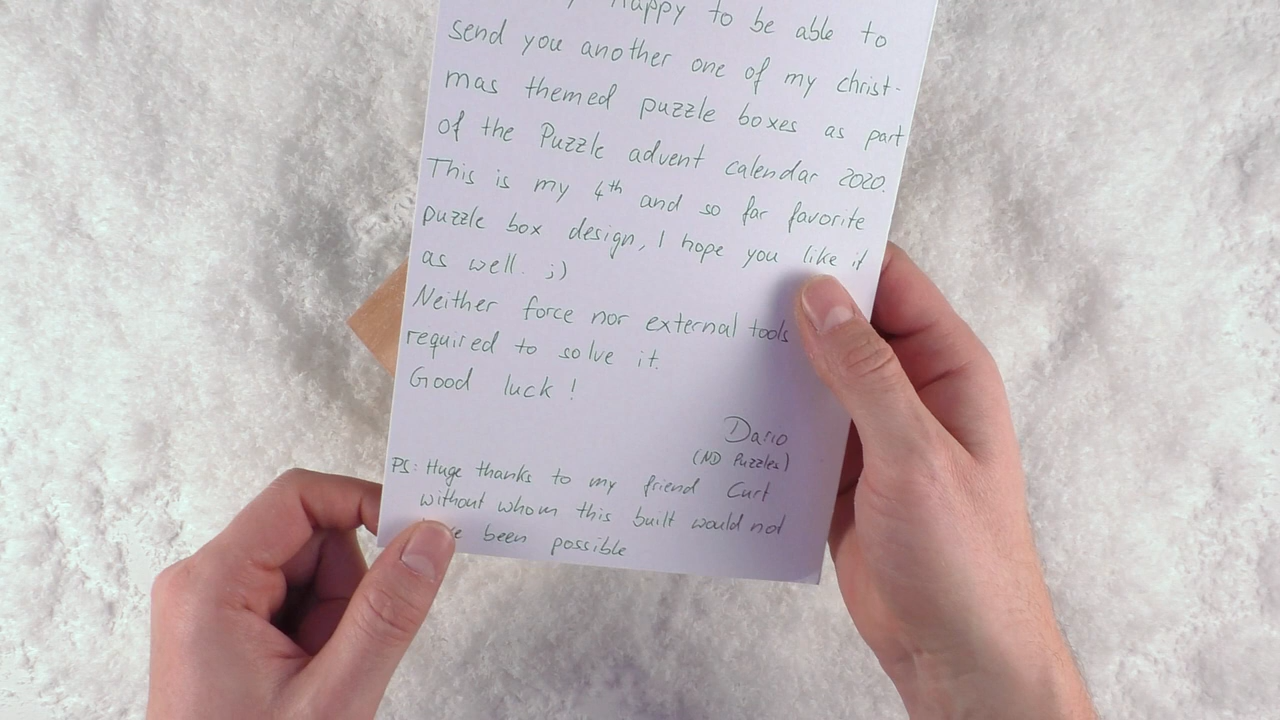 happy to be able to
send you another one of my christ-
mas themed puzzle boxes as part
of the Puzzle advent calendar 2020.
This is my 4th and so far favorite
puzzle box design, I hope you like it
as well. ;)
Neither force nor external tools
required to solve it.
Good luck!
Dario
(ND Puzzles)
PS: Huge thanks to my friend Curt
without whom this built would not
been possible